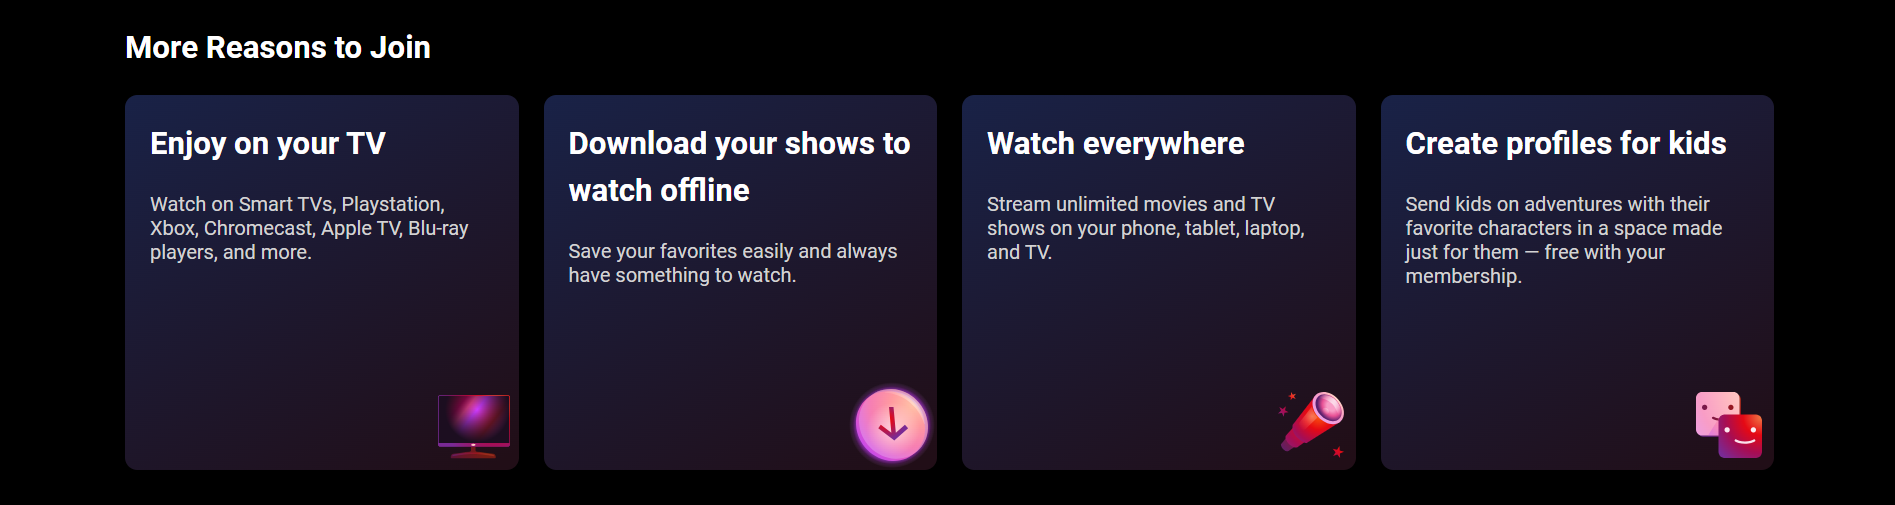 More Reasons to Join
Enjoy on your TV
Watch on Smart TVs, Playstation,
Xbox, Chromecast, Apple TV, Blu-ray
players, and more.
Download your shows to
watch offline
Save your favorites easily and always
have something to watch.
Watch everywhere
Stream unlimited movies and TV
shows on your phone, tablet, laptop,
and TV.
Create profiles for kids
Send kids on adventures with their
favorite characters in a space made
just for them — free with your
membership.